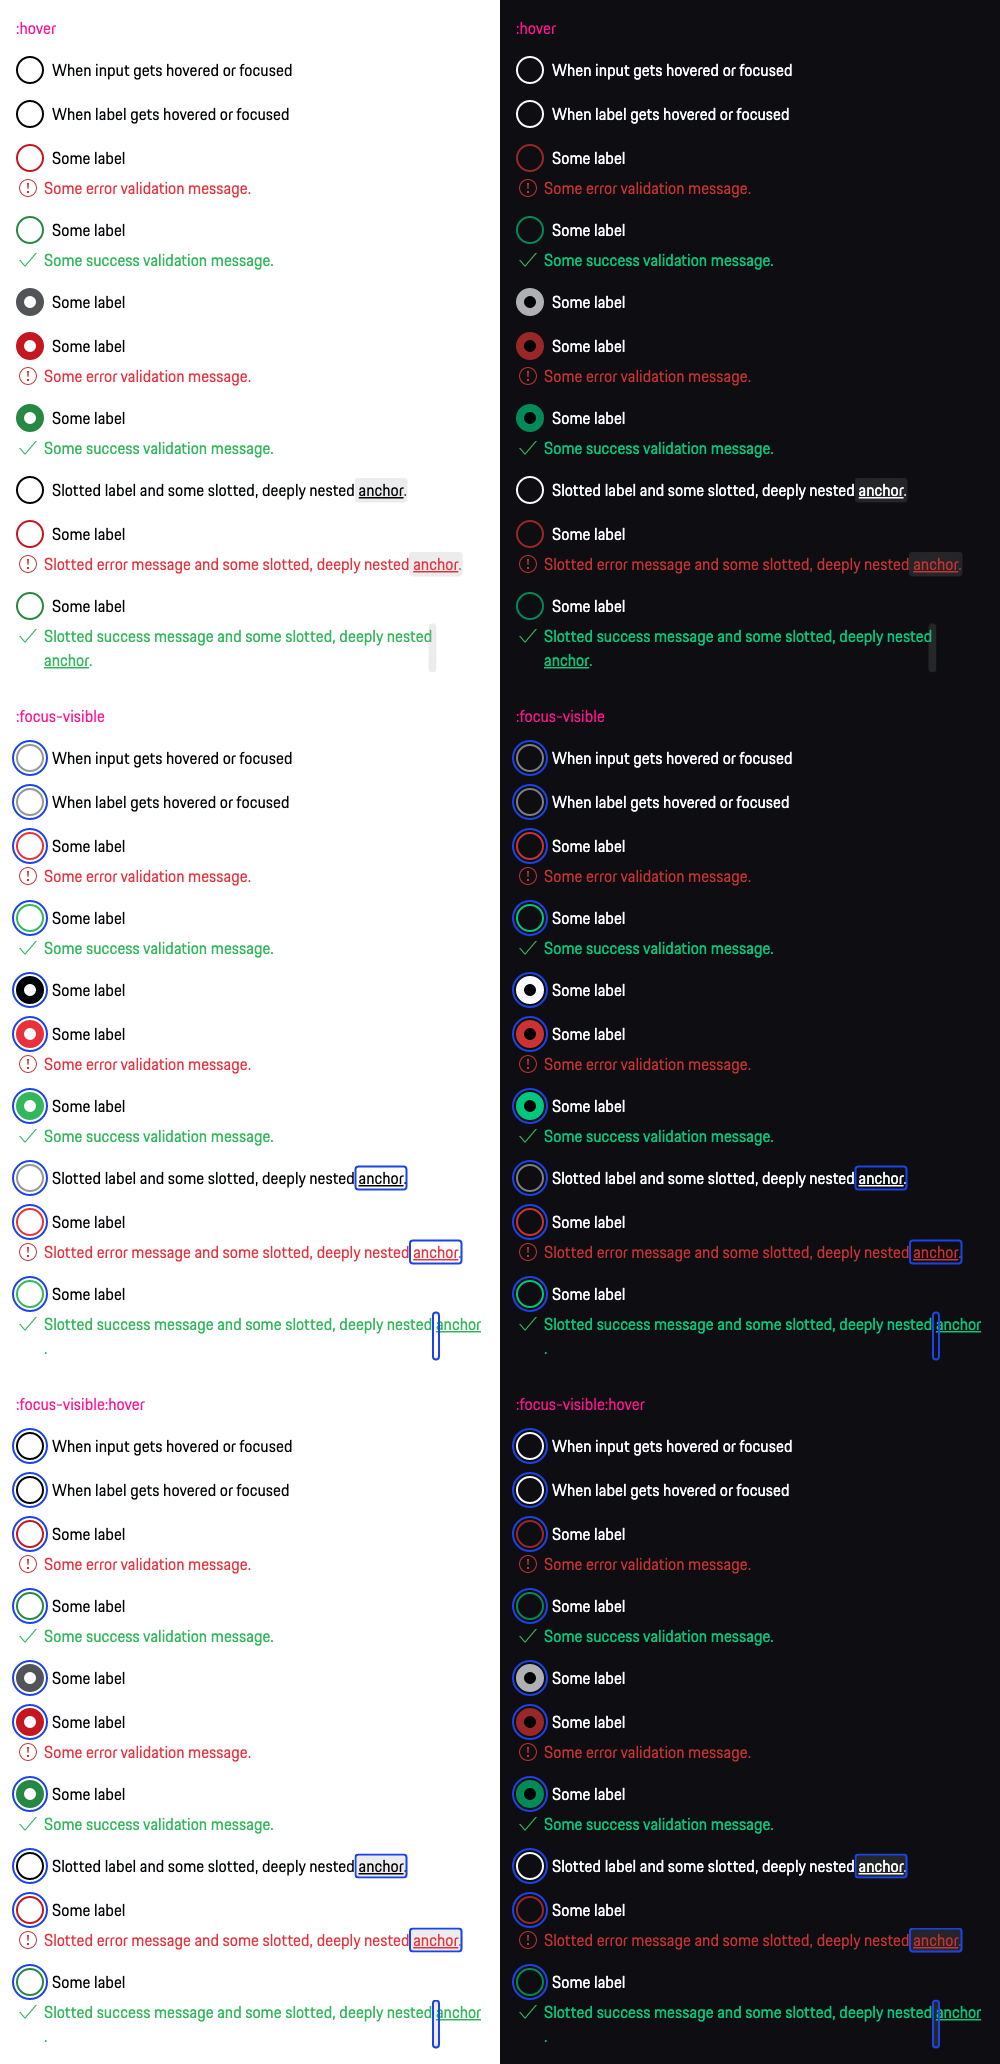 :hover
When input gets hovered or focused
When label gets hovered or focused
Some label
Some error validation message.
Some label
Some success validation message.
Some label
Some label
Some error validation message.
Some label
Some success validation message.
Slotted label and some slotted, deeply nested anchor.
Some label
Slotted error message and some slotted, deeply nested anchor.
Some label
Slotted success message and some slotted, deeply nested
anchor.
:focus-visible
When input gets hovered or focused
When label gets hovered or focused
Some label
Some error validation message.
Some label
Some success validation message.
Some label
Some label
Some error validation message.
Some label
Some success validation message.
Slotted label and some slotted, deeply nested anchor.
Some label
Slotted error message and some slotted, deeply nested anchor.
Some label
Slotted success message and some slotted, deeply nested anchor
.
:focus-visible:hover
When input gets hovered or focused
When label gets hovered or focused
Some label
Some error validation message.
Some label
Some success validation message.
Some label
Some label
Some error validation message.
Some label
Some success validation message.
Slotted label and some slotted, deeply nested anchor.
Some label
Slotted error message and some slotted, deeply nested anchor.
Some label
Slotted success message and some slotted, deeply nested anchor
.
:hover
When input gets hovered or focused
When label gets hovered or focused
Some label
Some error validation message.
Some label
Some success validation message.
Some label
Some label
Some error validation message.
Some label
Some success validation message.
Slotted label and some slotted, deeply nested anchor.
Some label
Slotted error message and some slotted, deeply nested anchor.
Some label
Slotted success message and some slotted, deeply nested
anchor.
:focus-visible
When input gets hovered or focused
When label gets hovered or focused
Some label
Some error validation message.
Some label
Some success validation message.
Some label
Some label
Some error validation message.
Some label
Some success validation message.
Slotted label and some slotted, deeply nested anchor.
Some label
Slotted error message and some slotted, deeply nested anchor.
Some label
Slotted success message and some slotted, deeply nested anchor
.
:focus-visible:hover
When input gets hovered or focused
When label gets hovered or focused
Some label
Some error validation message.
Some label
Some success validation message.
Some label
Some label
Some error validation message.
Some label
Some success validation message.
Slotted label and some slotted, deeply nested anchor.
Some label
Slotted error message and some slotted, deeply nested anchor.
Some label
Slotted success message and some slotted, deeply nested anchor
.